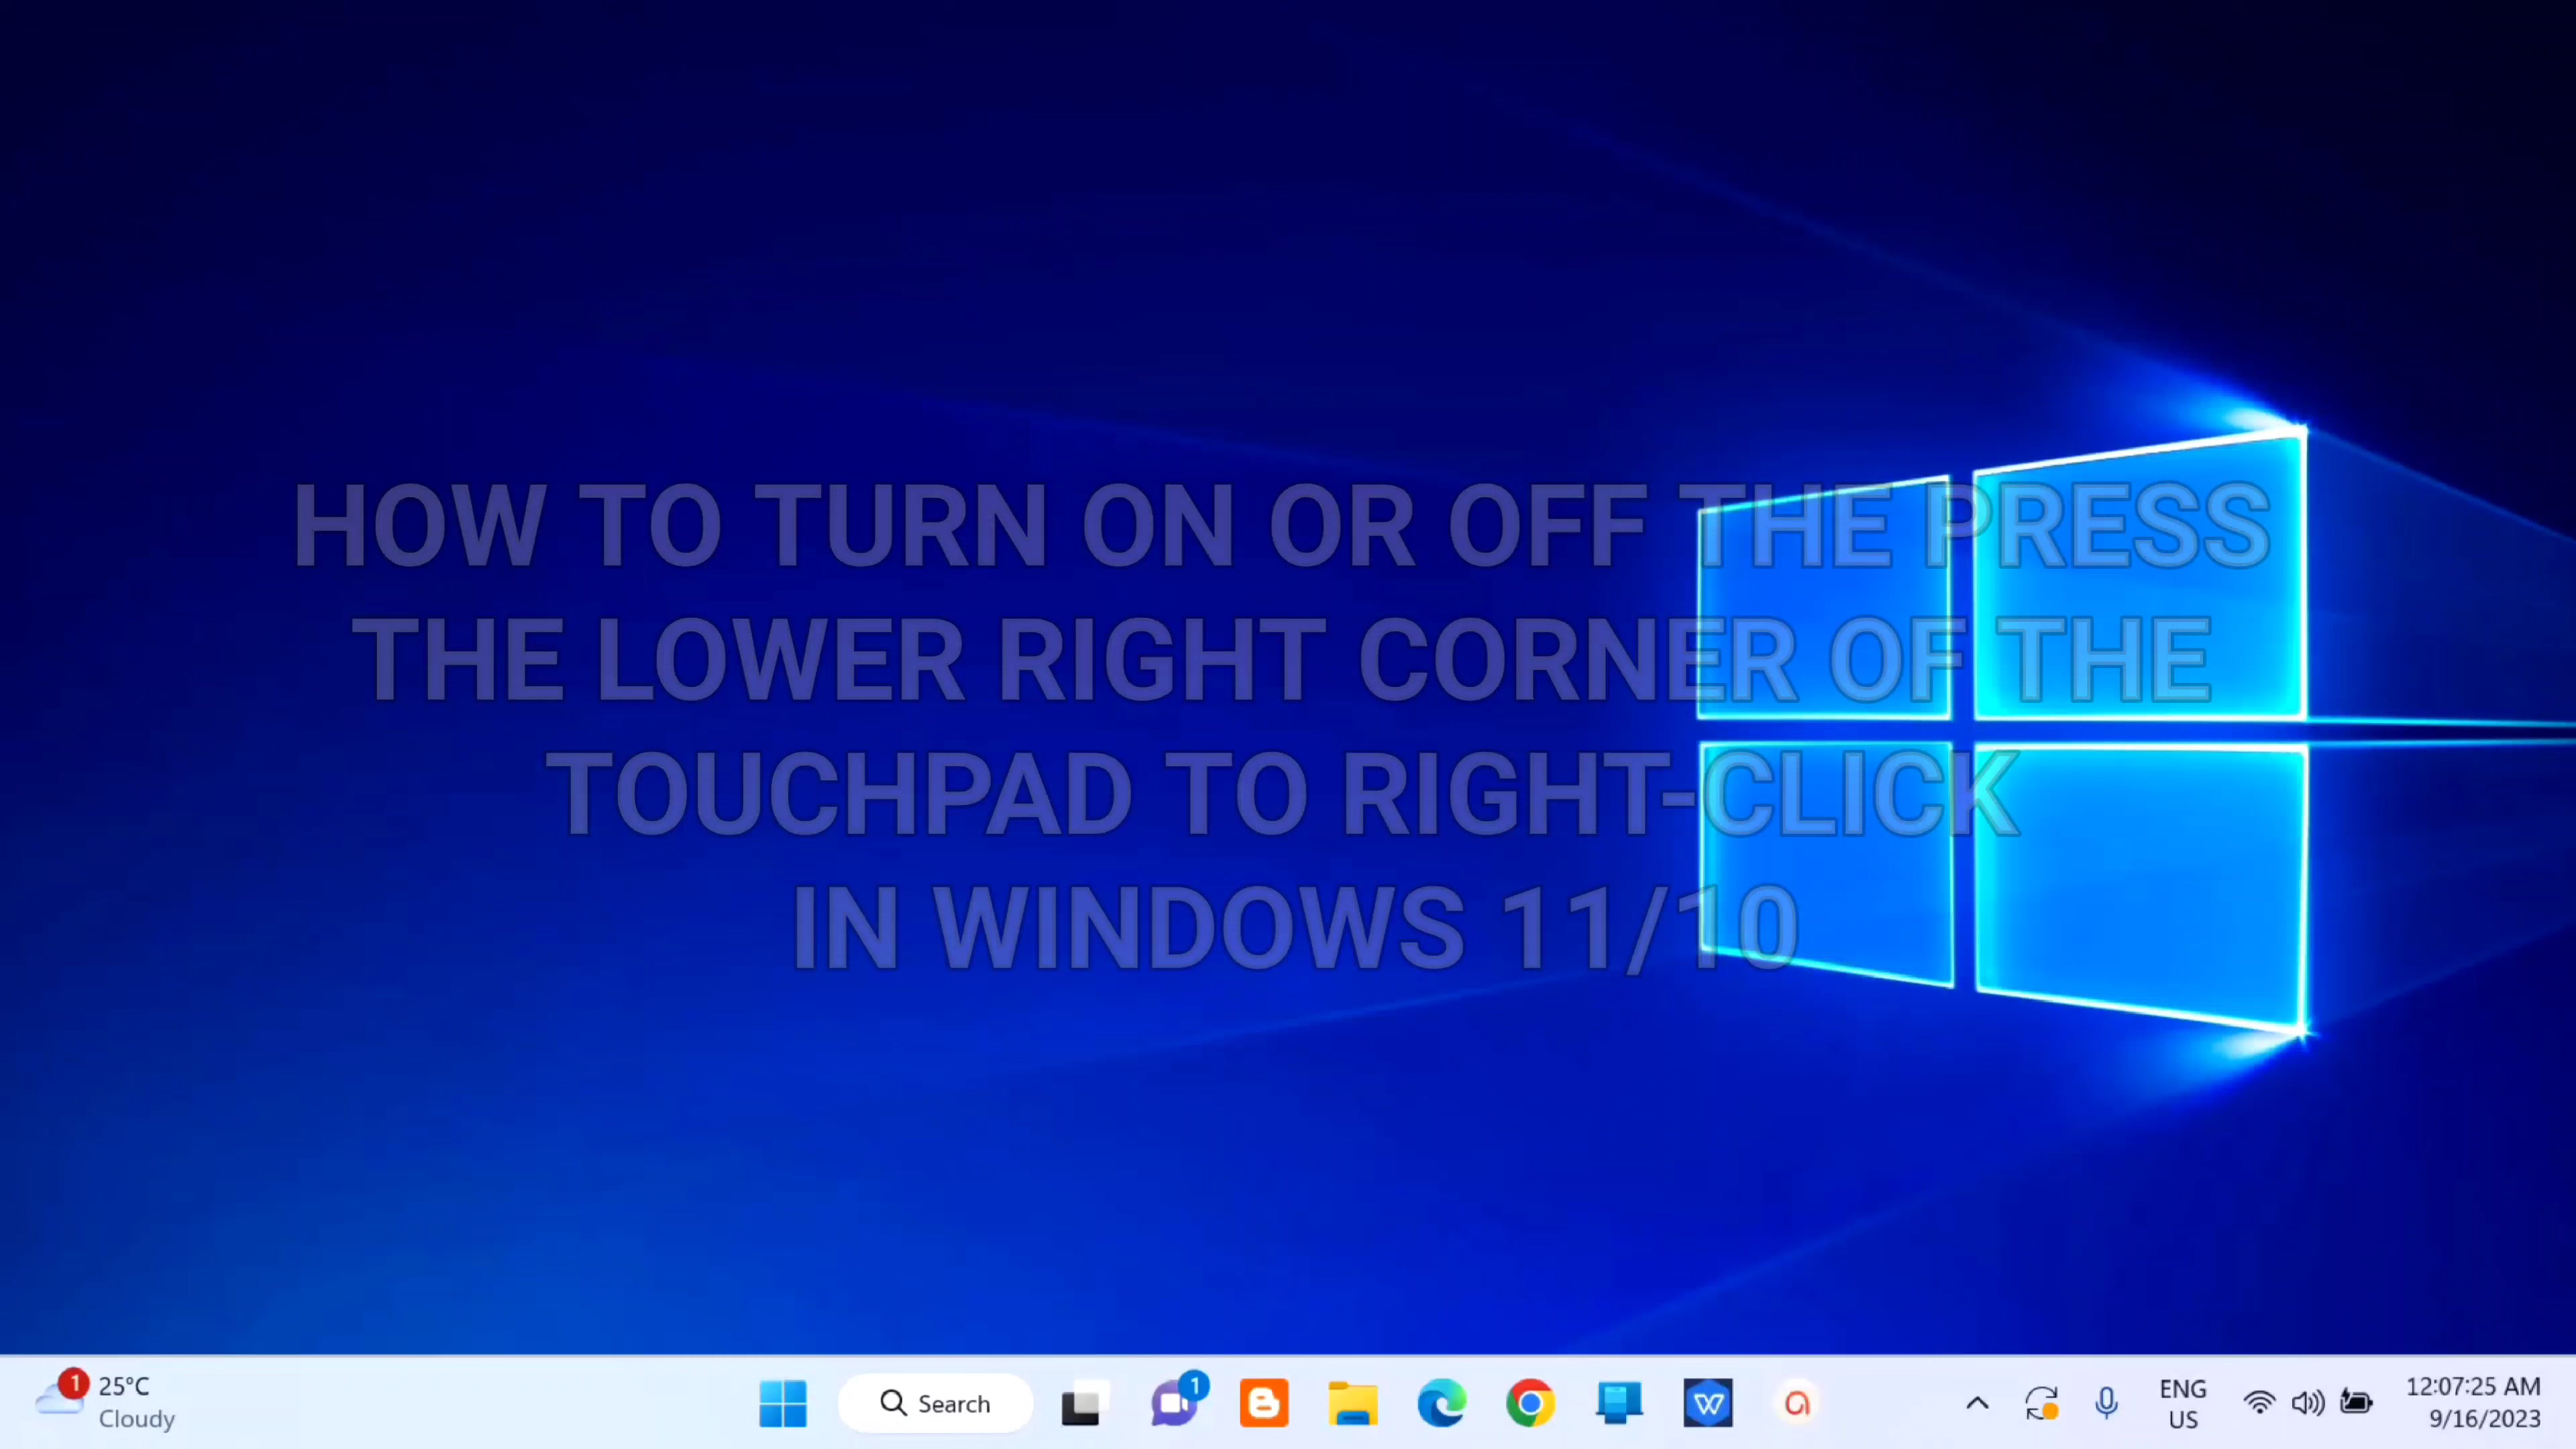 HOW TO TURN ON OR OFF THE PRESS
THE LOWER RIGHT CORNER OF THE
TOUCHPAD TO RIGHT-CLICK
IN WINDOWS 11/10
1
25°C
Cloudy
Search
1
ENG
US
12:07:25 AM
9/16/2023